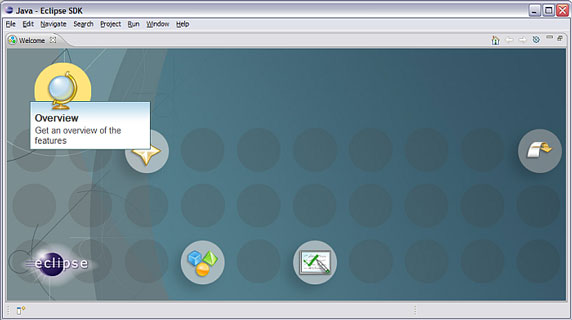 Java - Eclipse SDK
File Edit Navigate Search Project Run Window Help
Welcome
Overview
Get an overview of the
features
eclipse